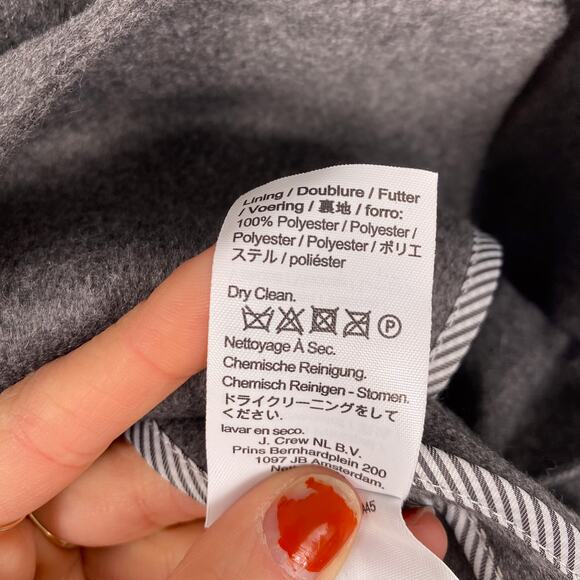 Lining / Doublure / Futter
/ Voering / 裏地 / forro:
100% Polyester / Polyester /
Polyester / Polyester / ポリエ
ステル / poliéster
Dry Clean.
P
Nettoyage À Sec.
Chemische Reinigung.
Chemisch Reinigen - Stomen.
ドライクリーニングをして
ください.
lavar en seco.
J. Crew NL B.V.
Prins Bernhardplein 200
1097 JB Amsterdam.